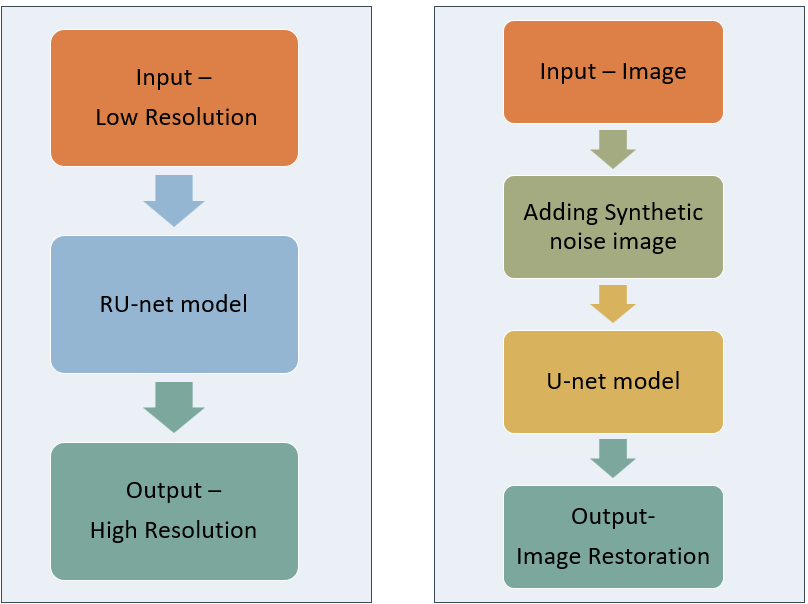 Input –
Low Resolution
RU-net model
Output –
High Resolution
Input – Image
Adding Synthetic
noise image
U-net model
Output-
Image Restoration